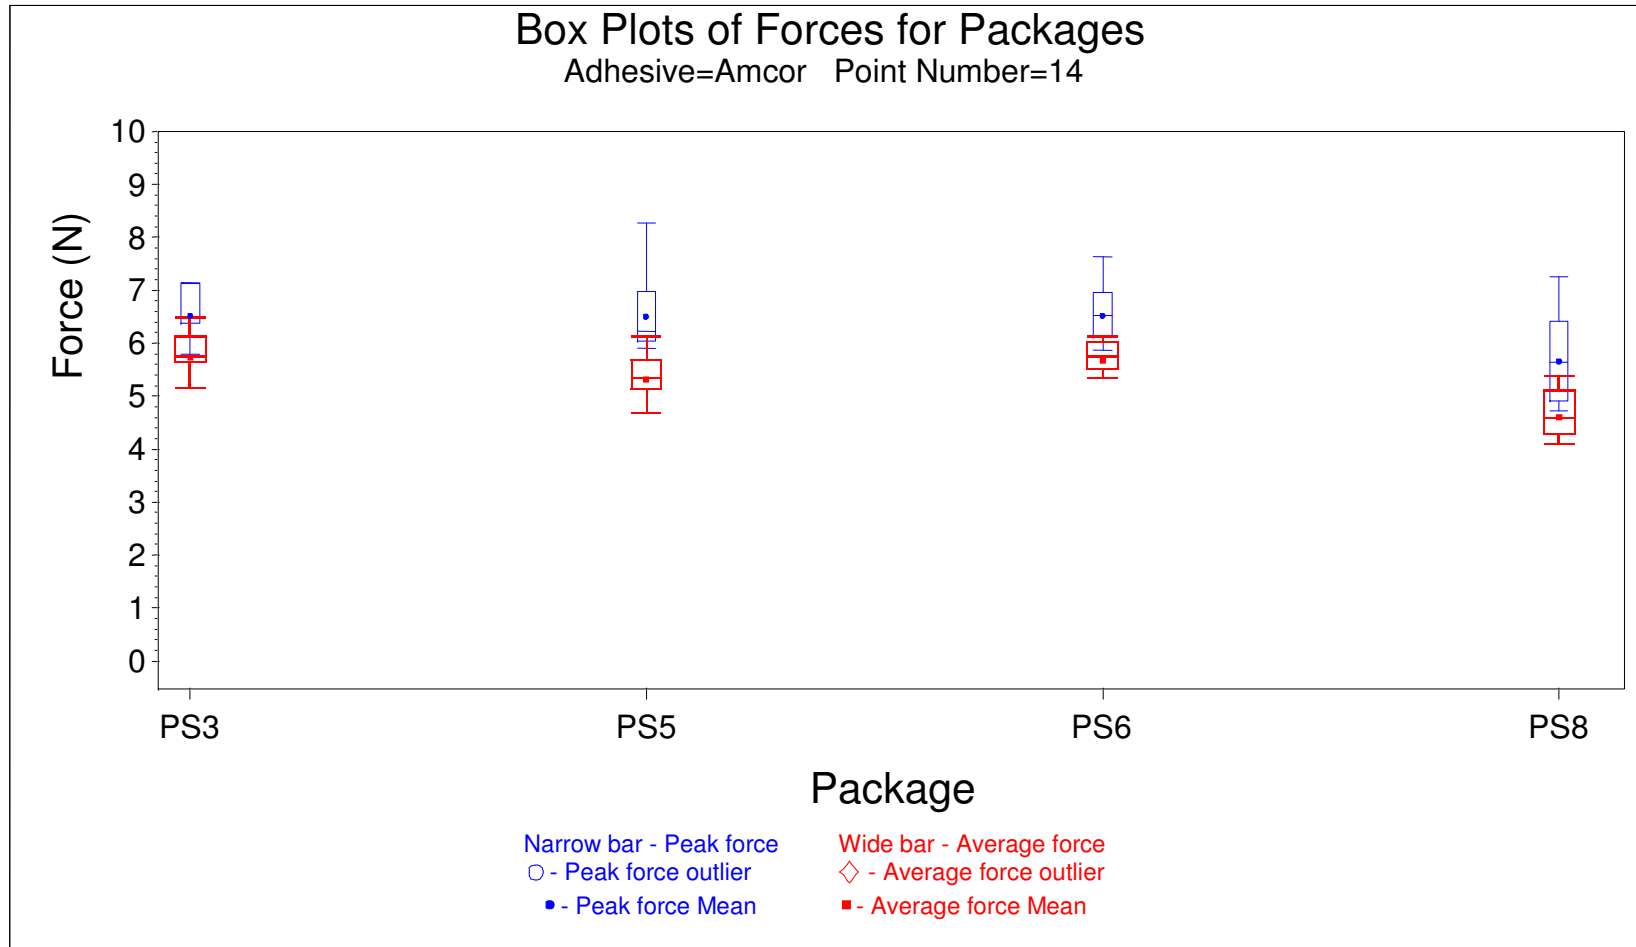 Box Plots of Forces for Packages
Adhesive=Amcor Point Number=14
10
9
8
7
6
5
4
3
2
1
0
Force (N)
PS3 PS5 PS6 PS8
Package
Narrow bar - Peak force Wide bar - Average force
- Peak force outlier - Average force outlier
- Peak force Mean - Average force Mean